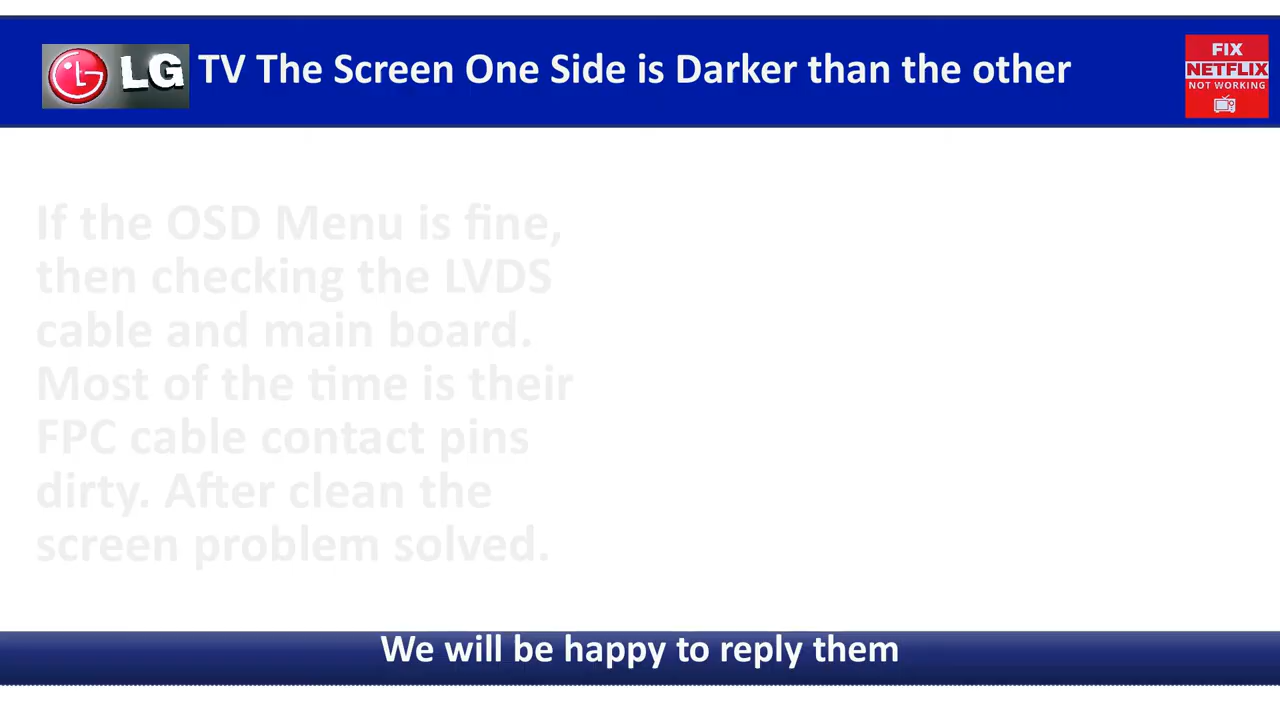 LG TV The Screen One Side is Darker than the other
FIX
NETFLIX
NOT WORKING
If the OSD Menu is fine,
then checking the LVDS
cable and main board.
Most of the time is their
FPC cable contact pins
dirty. After clean the
screen problem solved.
We will be happy to reply them